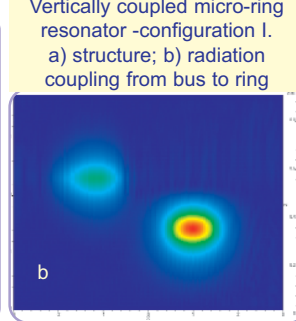 Vertically coupled micro-ring
resonator -configuration I.
a) structure; b) radiation
coupling from bus to ring
b